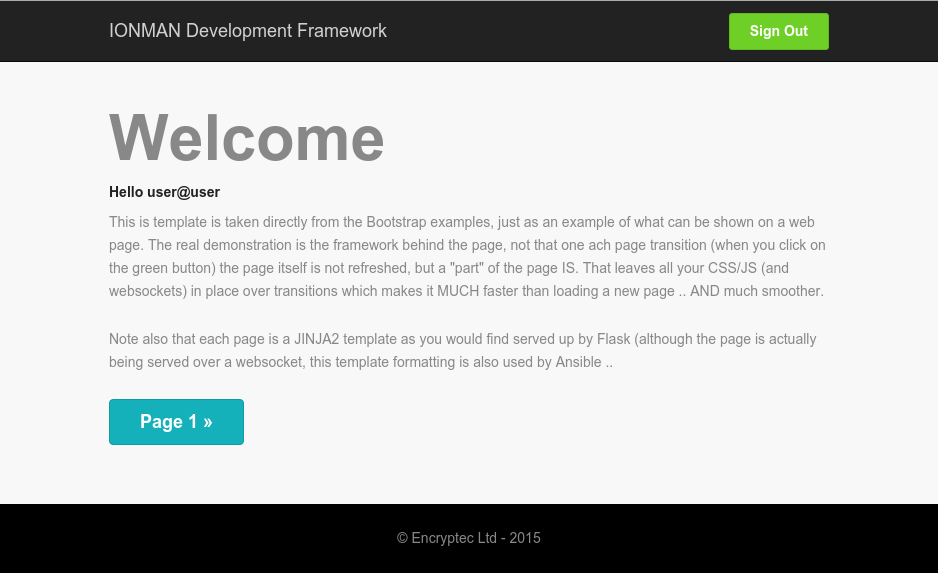 IONMAN Development Framework
Sign Out
Welcome
Hello user@user
This is template is taken directly from the Bootstrap examples, just as an example of what can be shown on a web
page. The real demonstration is the framework behind the page, not that one ach page transition (when you click on
the green button) the page itself is not refreshed, but a "part" of the page IS. That leaves all your CSS/JS (and
websockets) in place over transitions which makes it MUCH faster than loading a new page .. AND much smoother.
Note also that each page is a JINJA2 template as you would find served up by Flask (although the page is actually
being served over a websocket, this template formatting is also used by Ansible ..
Page 1 »
© Encryptec Ltd - 2015